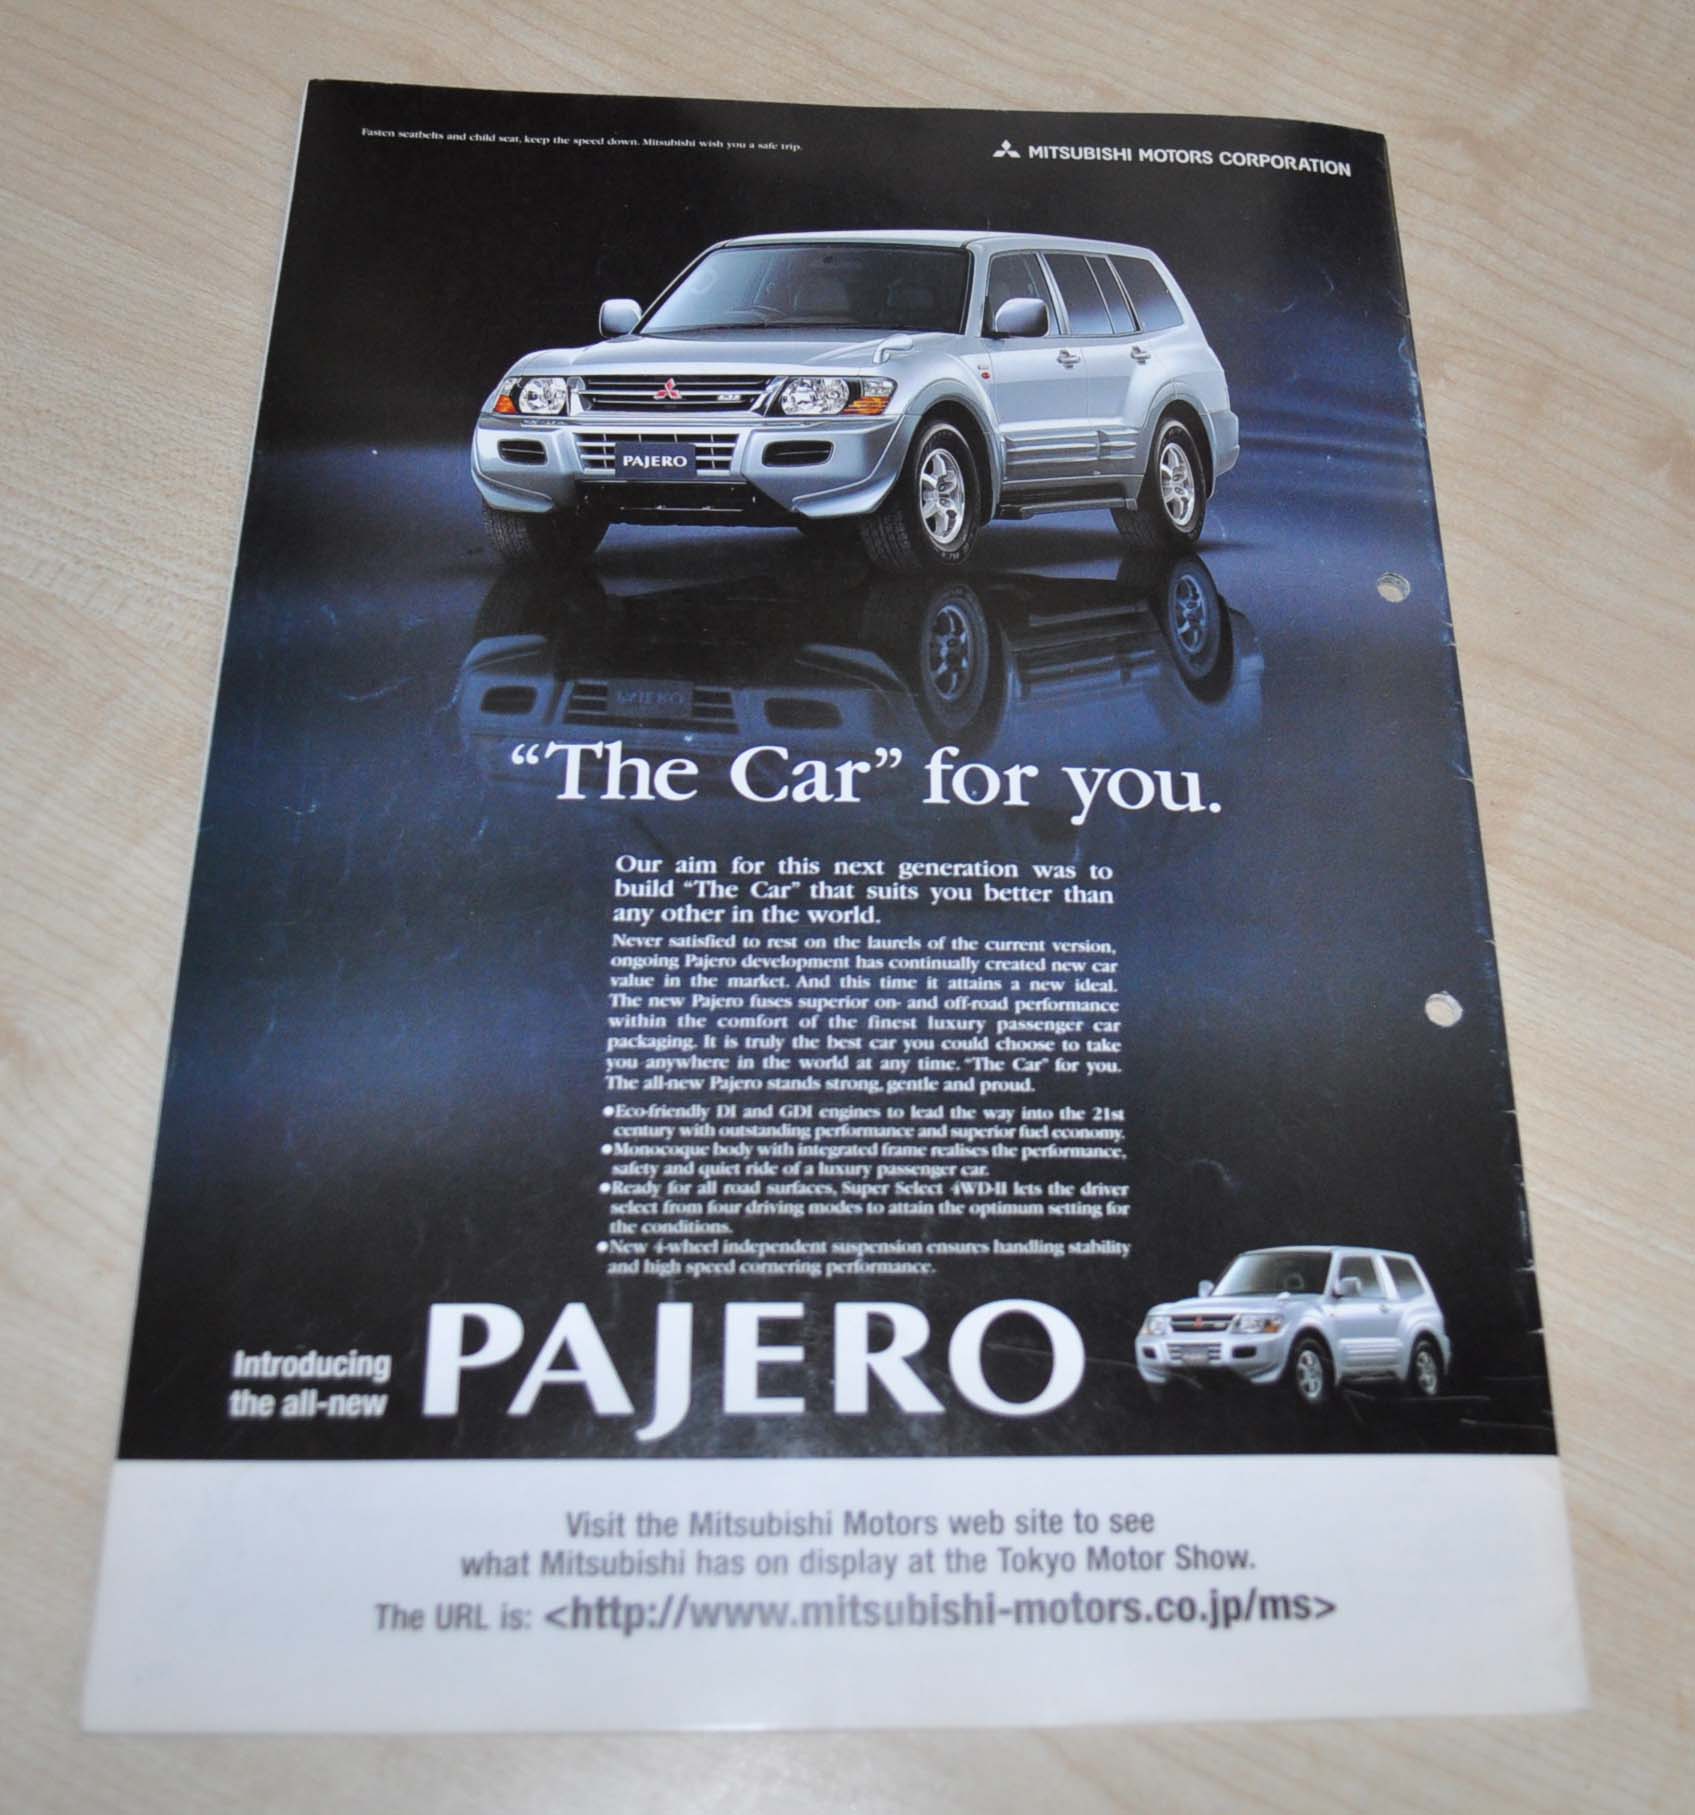 Fasten seatbelts and child seat, keep the speed down. Mitsubishi wish you a safe trip.
MITSUBISHI MOTORS CORPORATION
PAJERO
“The Car” for you.
Our aim for this next generation was to
build “The Car” that suits you better than
any other in the world.
Never satisfied to rest on the laurels of the current version,
ongoing Pajero development has continually created new car
value in the market. And this time it attains a new ideal.
The new Pajero fuses superior on- and off-road performance
within the comfort of the finest luxury passenger car
packaging. It is truly the best car you could choose to take
you anywhere in the world at any time. “The Car” for you.
The all-new Pajero stands strong, gentle and proud.
●Eco-friendly DI and GDI engines to lead the way into the 21st
century with outstanding performance and superior fuel economy.
●Monocoque body with integrated frame realises the performance,
safety and quiet ride of a luxury passenger car.
●Ready for all road surfaces, Super Select 4WD-II lets the driver
select from four driving modes to attain the optimum setting for
the conditions.
●New 4-wheel independent suspension ensures handling stability
and high speed cornering performance.
Introducing
the all-new
PAJERO
Visit the Mitsubishi Motors web site to see
what Mitsubishi has on display at the Tokyo Motor Show.
The URL is: <http://www.mitsubishi-motors.co.jp/ms>